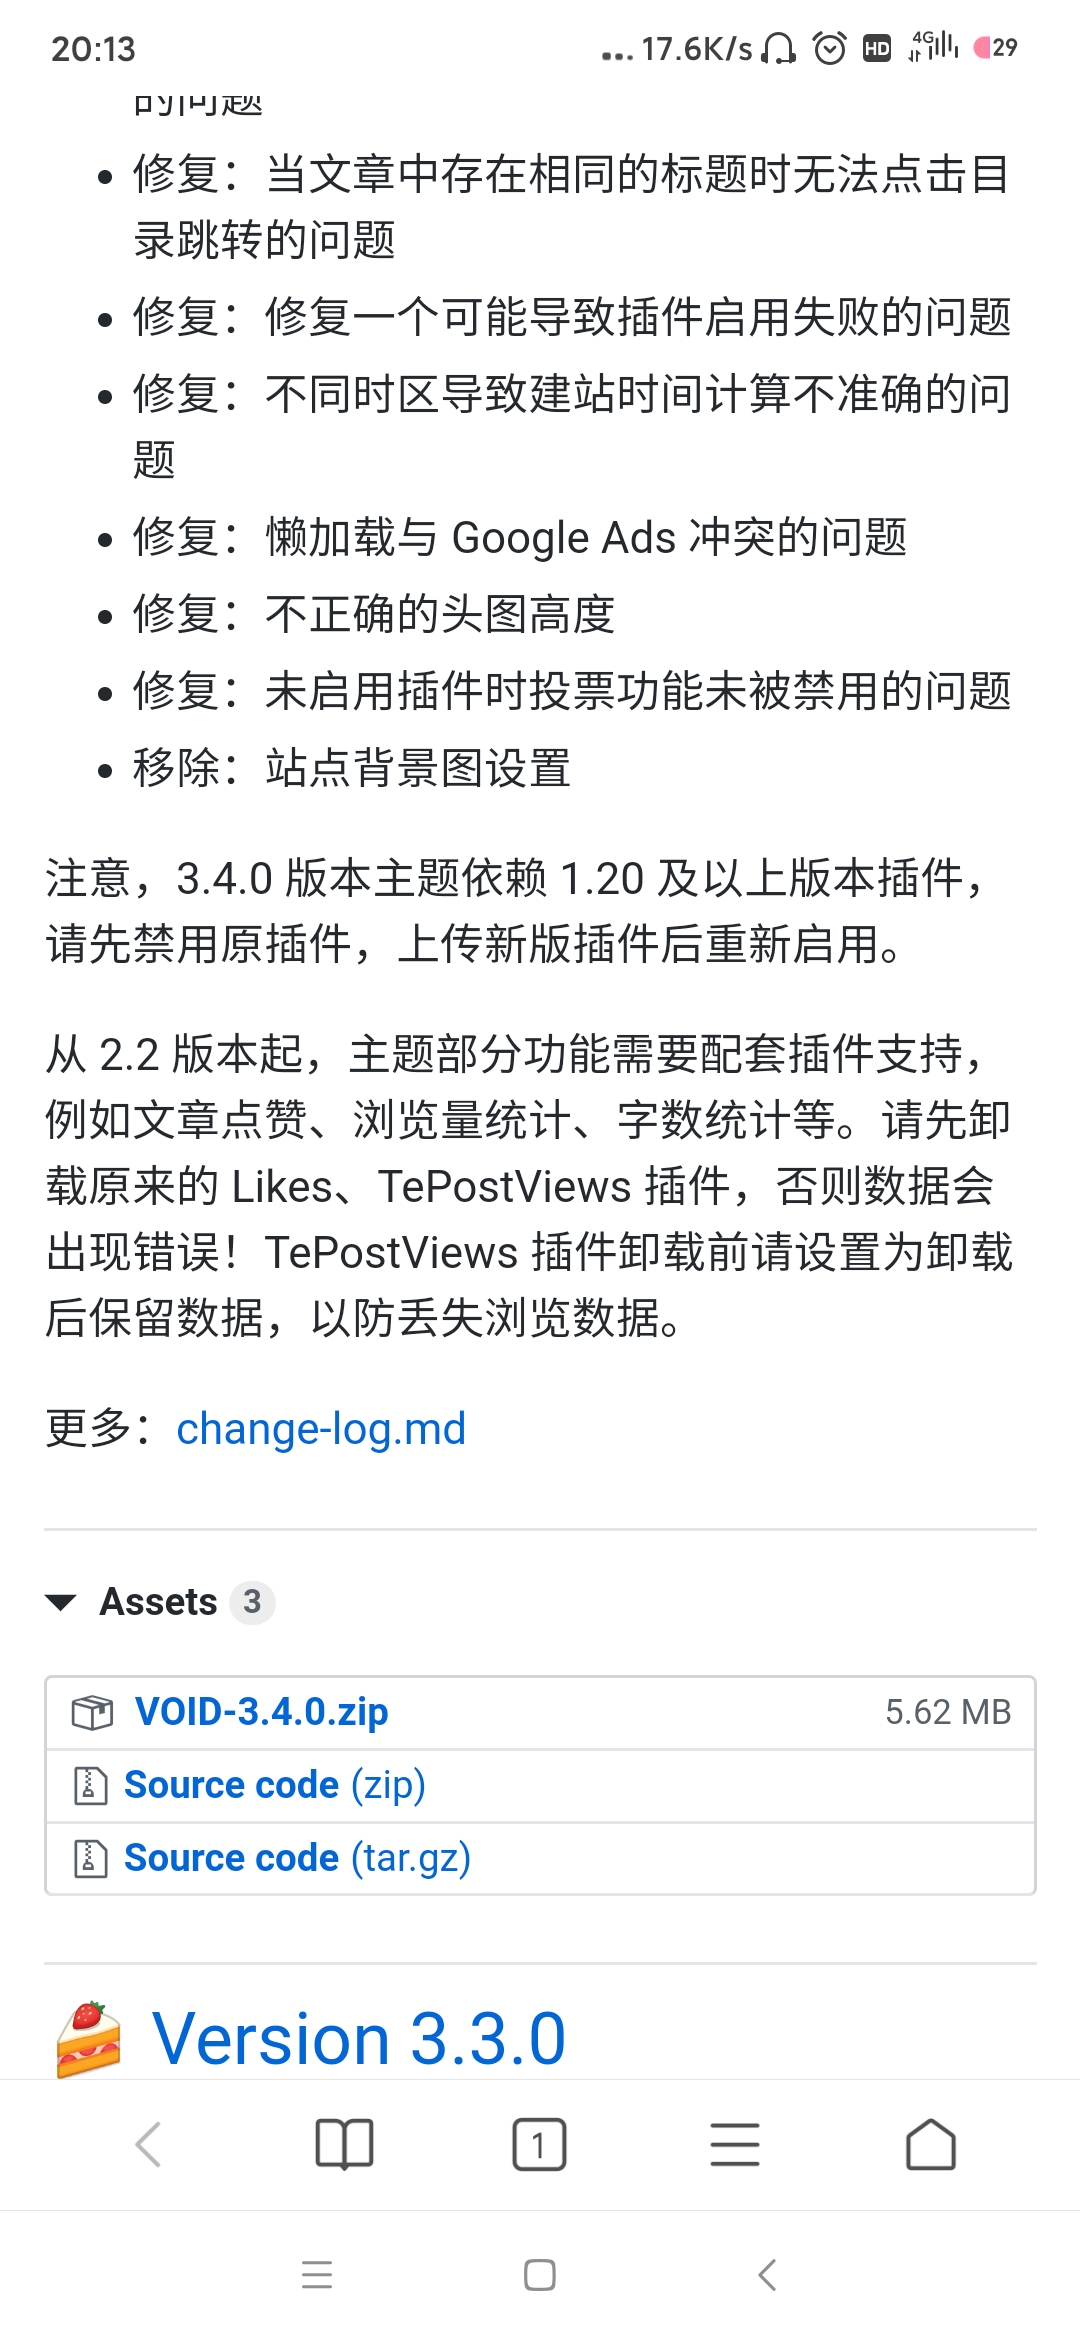 20:13
... 17.6K/s HD 4G 29
的问题
修复：当文章中存在相同的标题时无法点击目
录跳转的问题
修复：修复一个可能导致插件启用失败的问题
修复：不同时区导致建站时间计算不准确的问
题
修复：懒加载与 Google Ads 冲突的问题
修复：不正确的头图高度
修复：未启用插件时投票功能未被禁用的问题
移除：站点背景图设置
注意，3.4.0 版本主题依赖 1.20 及以上版本插件，
请先禁用原插件，上传新版插件后重新启用。
从 2.2 版本起，主题部分功能需要配套插件支持，
例如文章点赞、浏览量统计、字数统计等。请先卸
载原来的 Likes、TePostViews 插件，否则数据会
出现错误！TePostViews 插件卸载前请设置为卸载
后保留数据，以防丢失浏览数据。
更多：change-log.md
Assets 3
VOID-3.4.0.zip 5.62 MB
Source code (zip)
Source code (tar.gz)
Version 3.3.0
1